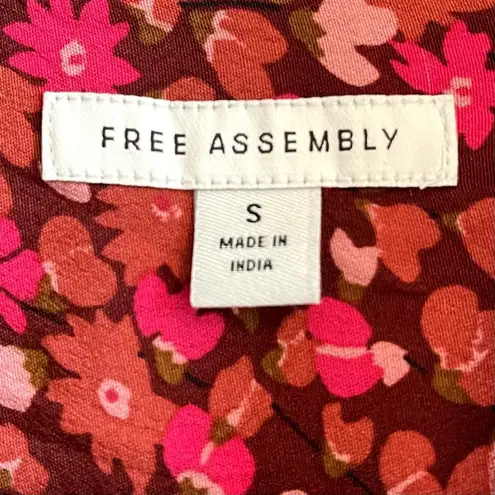 FREE ASSEMBLY
S
MADE IN
INDIA